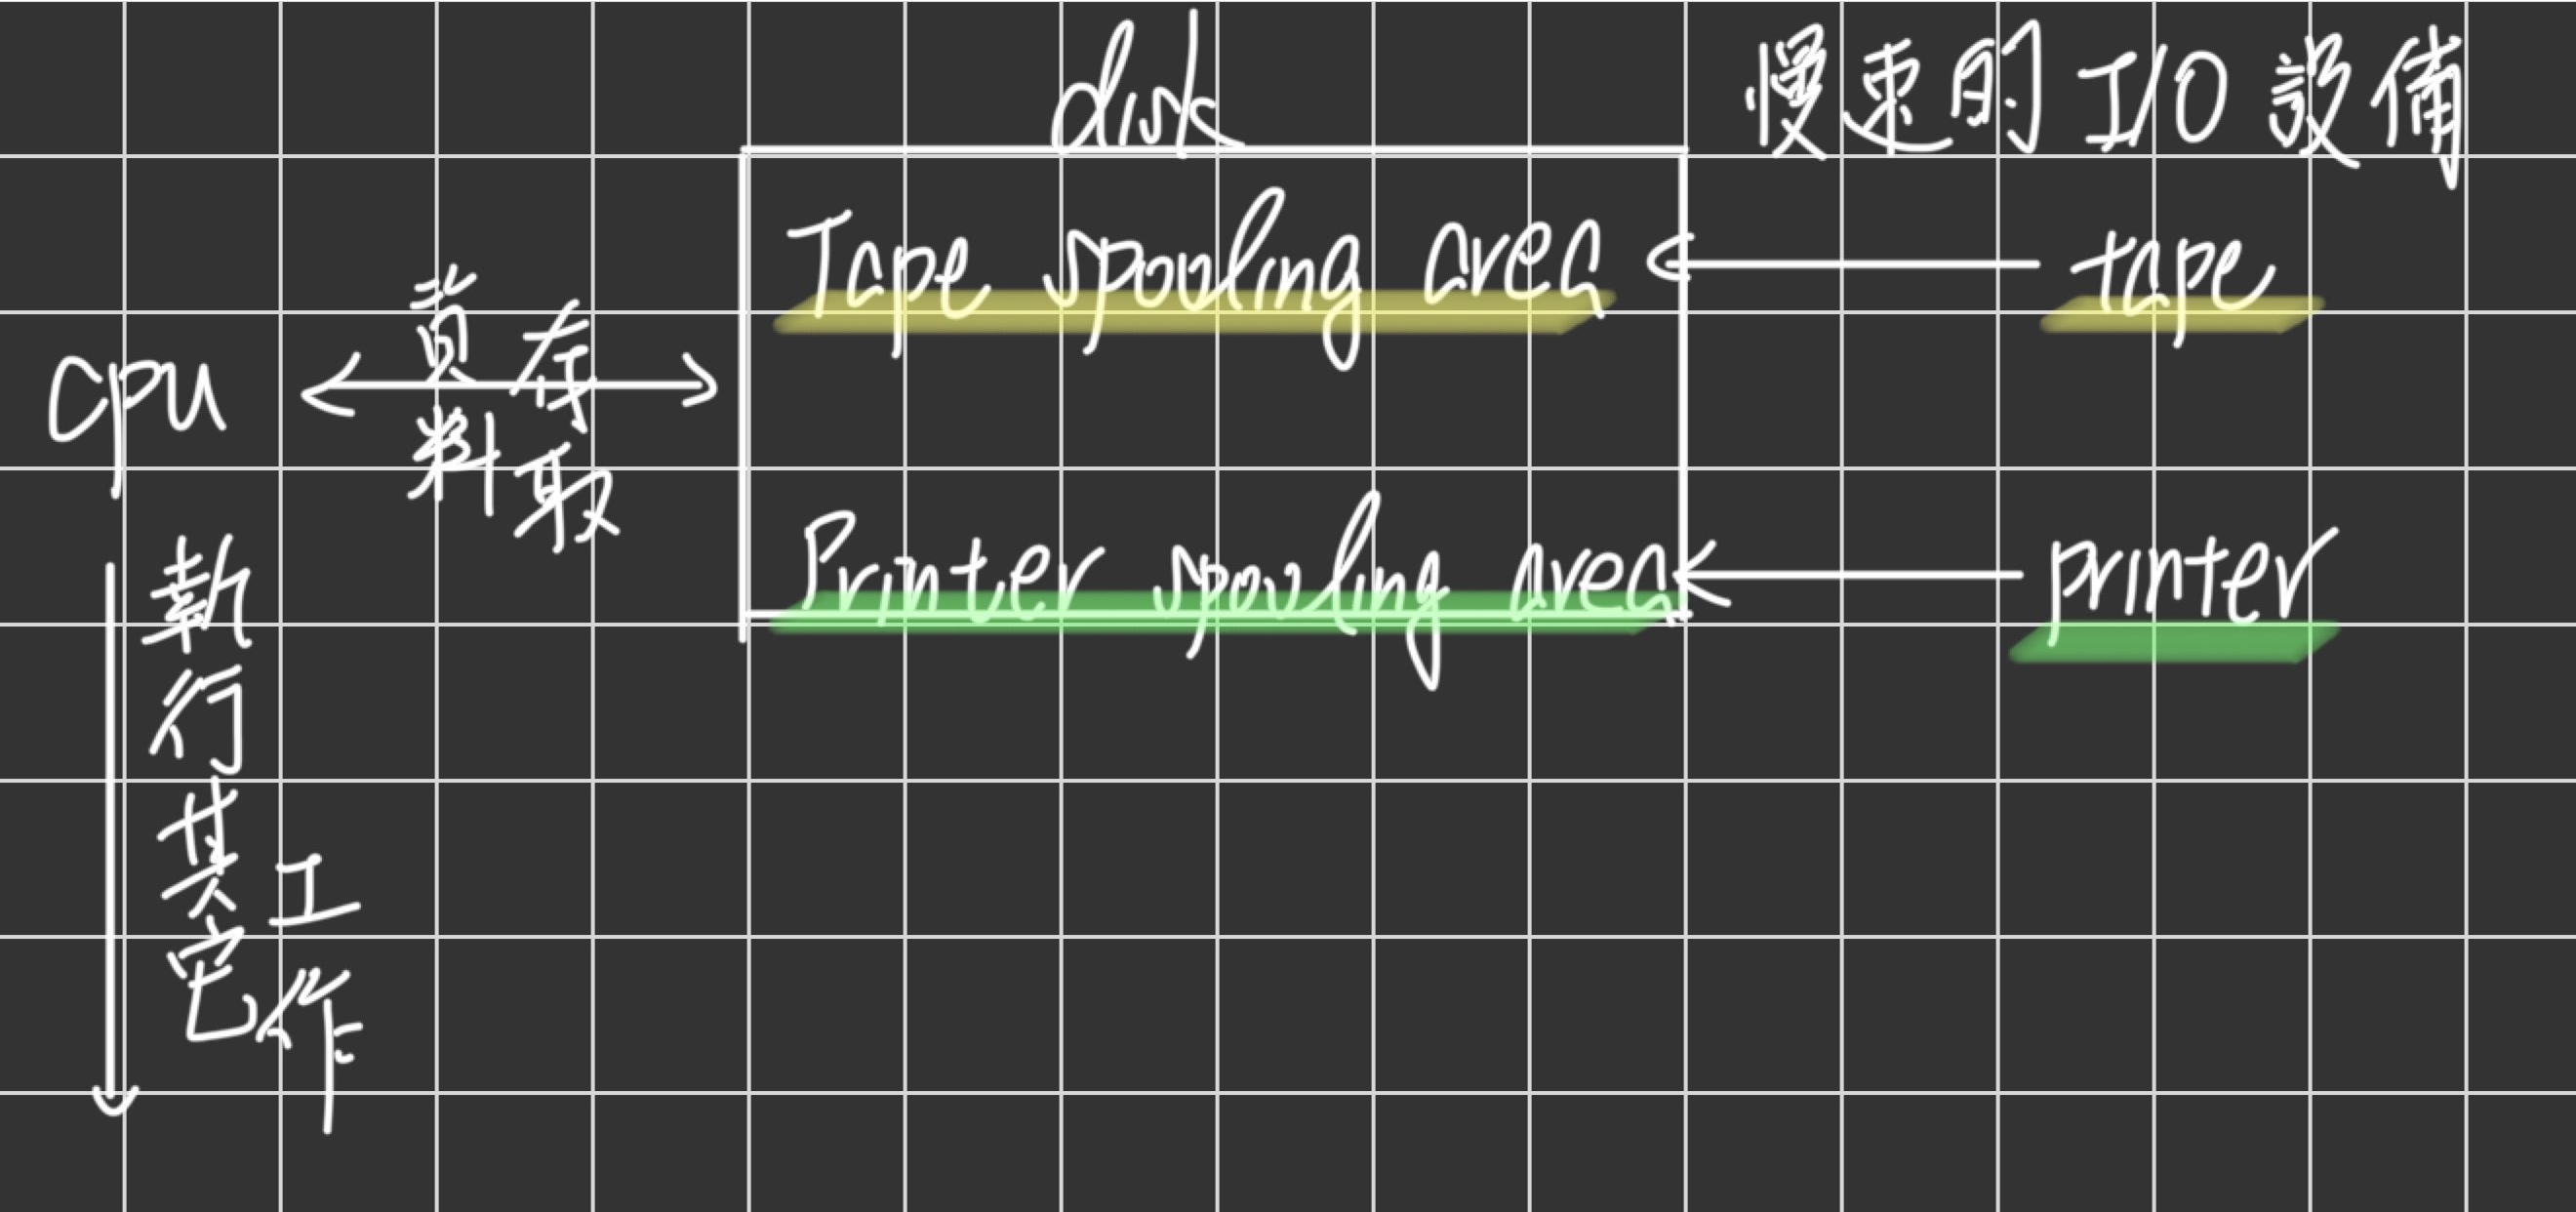 disk
慢速的 I/O 設備
Tape spooling area
tape
CPU
資料
存取
Printer spooling area
printer
執行其它
工作